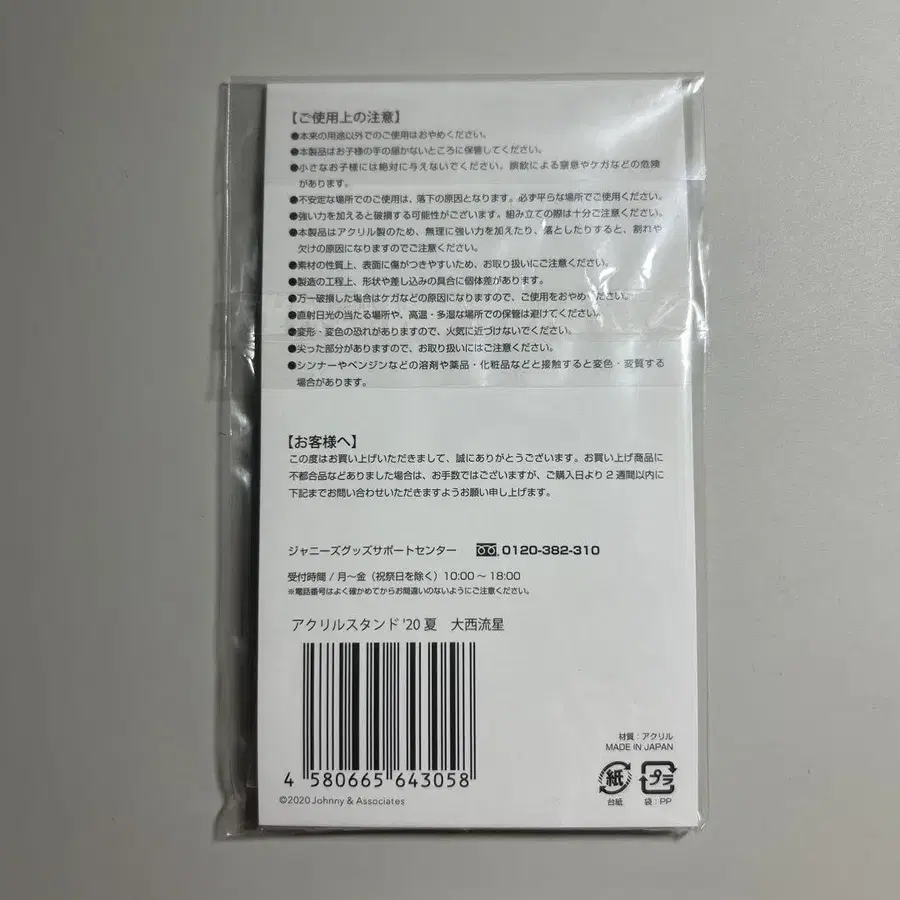 【ご使用上の注意】
●本来の用途以外でのご使用はおやめください。
●本製品はお子様の手の届かないところに保管してください。
●小さなお子様には絶対に与えないでください。誤飲による窒息やケガなどの危険
があります。
●不安定な場所でのご使用は、落下の原因となります。必ず平らな場所でご使用ください。
●強い力を加えると破損する可能性がございます。組み立ての際は十分ご注意ください。
●本製品はアクリル製のため、無理に強い力を加えたり、落としたりすると、割れや
欠けの原因になりますのでご注意ください。
●素材の性質上、表面に傷がつきやすいため、お取り扱いにご注意ください。
●製造の工程上、形状や差し込みの具合に個体差があります。
●万一破損した場合はケガなどの原因になりますので、ご使用をおやめください。
●直射日光の当たる場所や、高温・多湿な場所での保管は避けてください。
●変形・変色の恐れがありますので、火気に近づけないでください。
●尖った部分がありますので、お取り扱いにはご注意ください。
●シンナーやベンジンなどの溶剤や薬品・化粧品などと接触すると変色・変質する
場合があります。
【お客様へ】
この度はお買い上げいただきまして、誠にありがとうございます。お買い上げ商品に
不都合品などありました場合は、お手数ではございますが、ご購入日より2週間以内に
下記までお問い合わせいただきますようお願い申し上げます。
ジャニーズグッズサポートセンター 0120-382-310
受付時間 / 月〜金（祝祭日を除く）10:00〜18:00
※電話番号はよく確かめてからお間違いのないようにご注意ください。
アクリルスタンド '20 夏 大西流星
4 580665 643058
©2020 Johnny & Associates
材質：アクリル
MADE IN JAPAN
紙 プラ
台紙 袋：PP